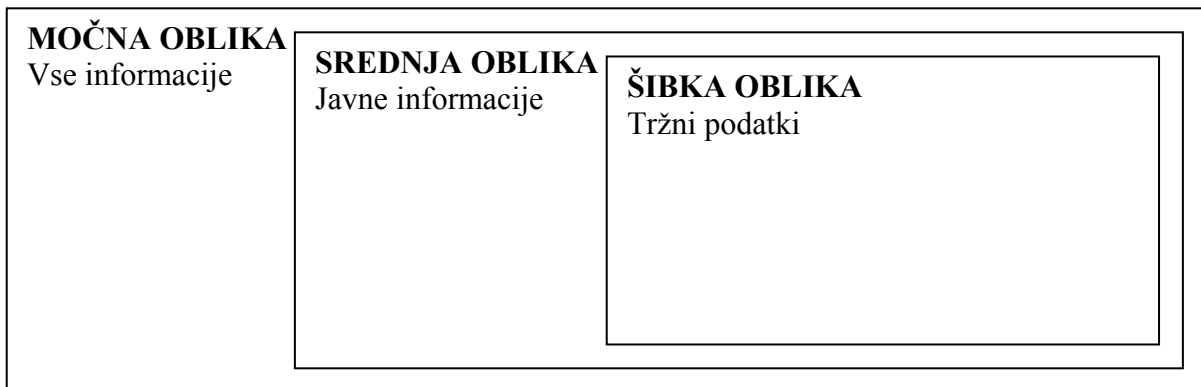 MOČNA OBLIKA
Vse informacije
SREDNJA OBLIKA
Javne informacije
ŠIBKA OBLIKA
Tržni podatki